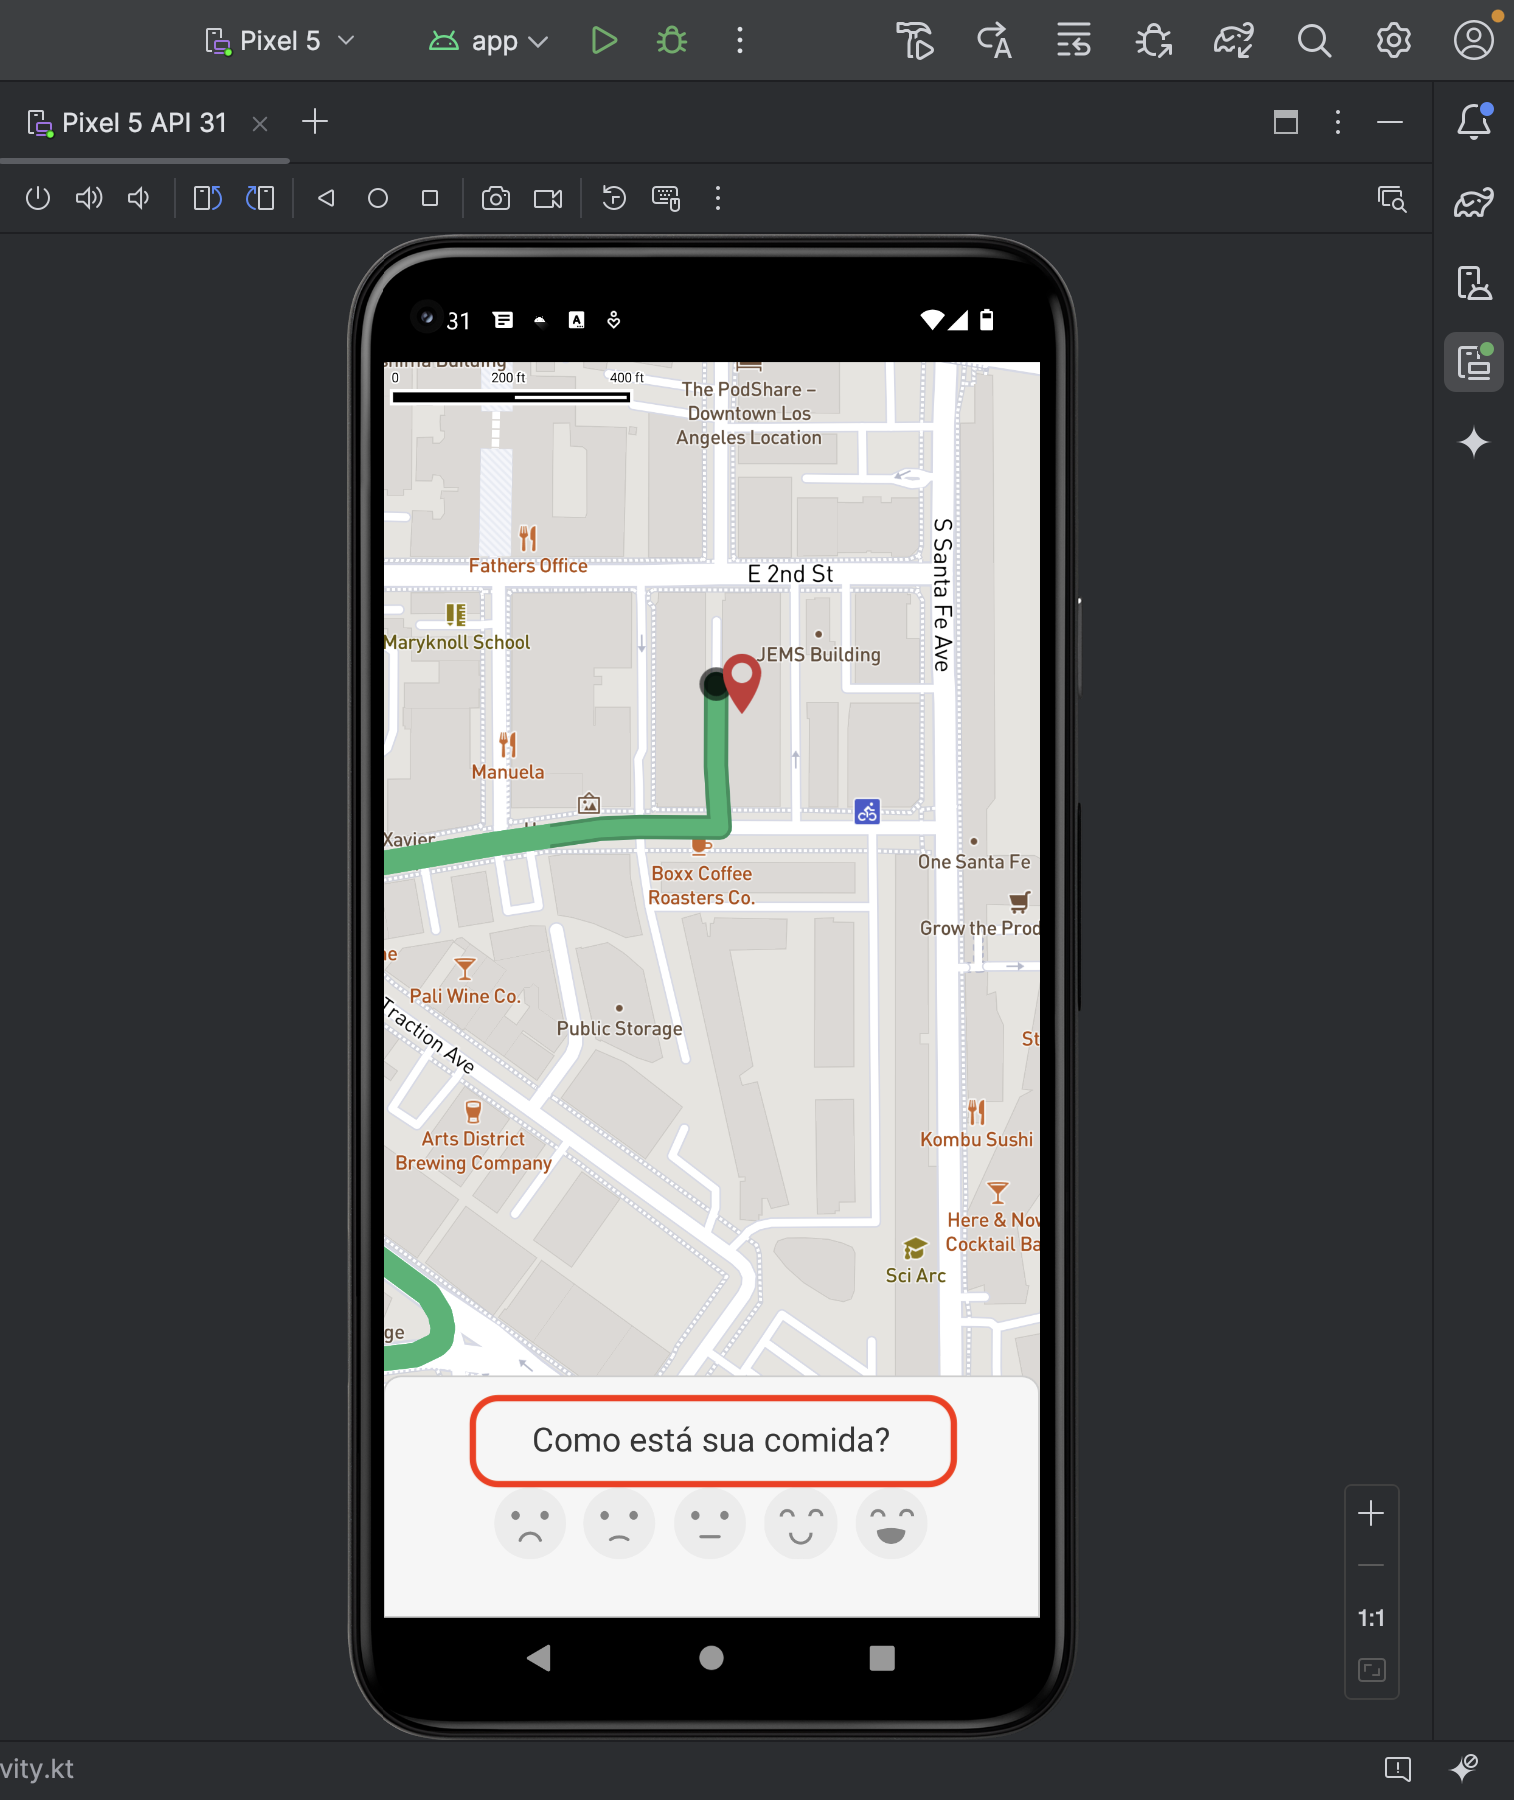 Pixel 5
app
Pixel 5 API 31
31
0 200 ft 400 ft
The PodShare –
Downtown Los
Angeles Location
Fathers Office
E 2nd St
S Santa Fe Ave
Maryknoll School
JEMS Building
Manuela
Xavier
One Santa Fe
Boxx Coffee
Roasters Co.
Grow the Prod
Pali Wine Co.
Public Storage
St
Traction Ave
Arts District
Brewing Company
Kombu Sushi
Here & Nov
Cocktail Ba
Sci Arc
ge
Como está sua comida?
1:1
vity.kt